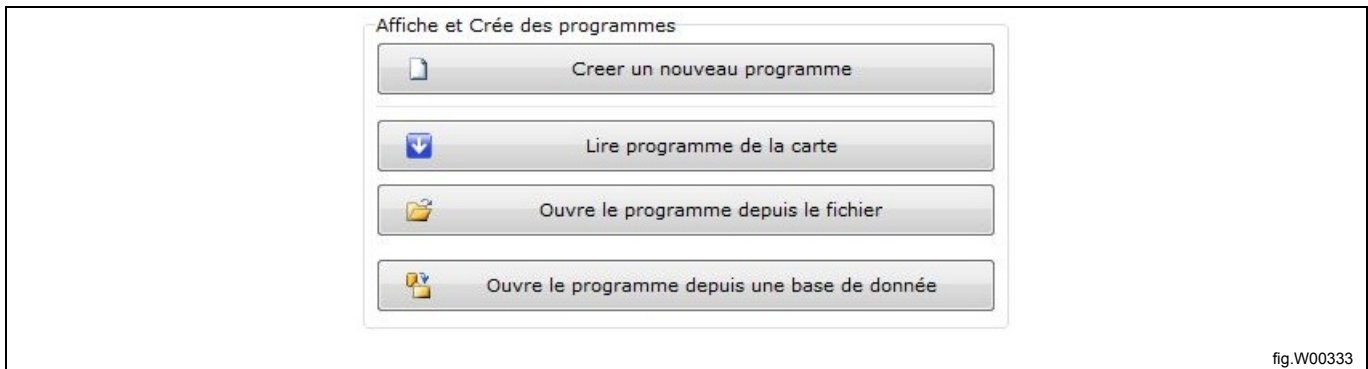 Affiche et Crée des programmes
Creer un nouveau programme
Lire programme de la carte
Ouvre le programme depuis le fichier
Ouvre le programme depuis une base de donnée
fig.W00333